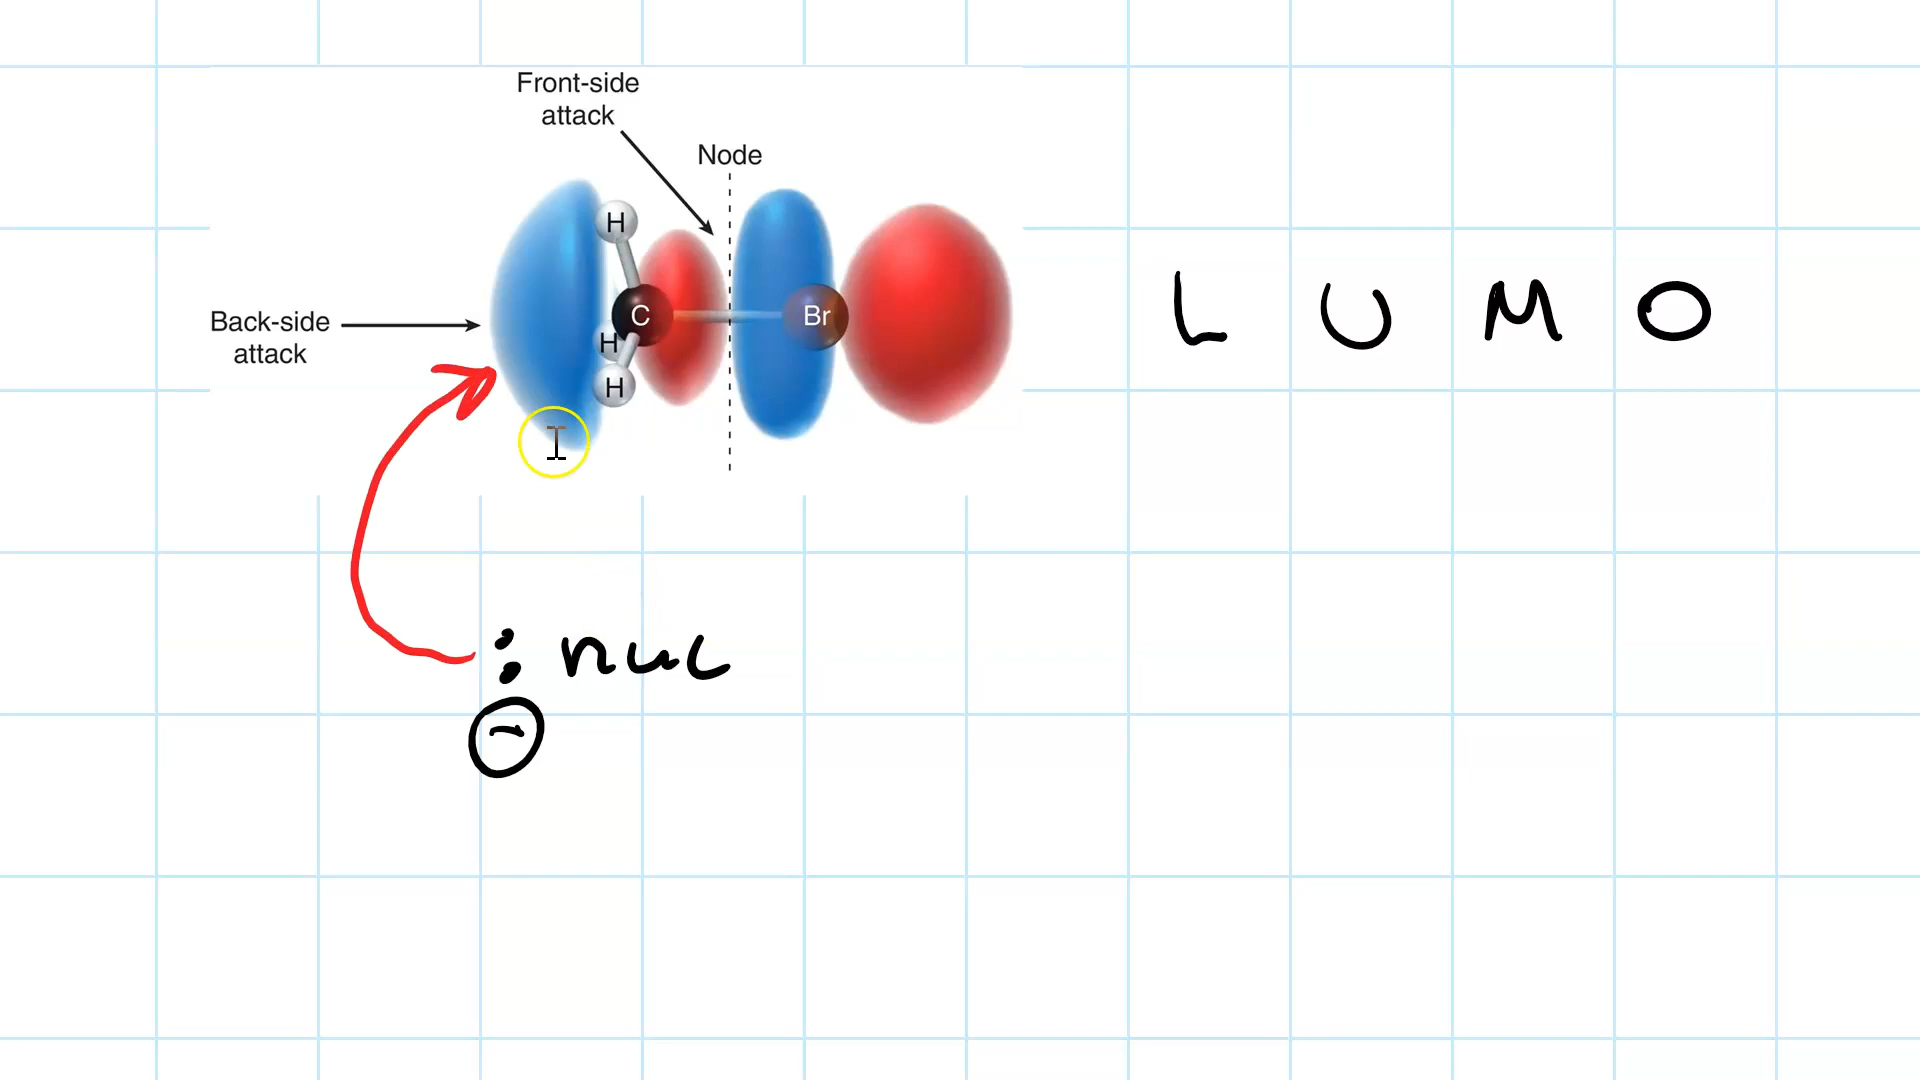 Front-side
attack
Node
H
Back-side
attack
C
Br
H
H
L U M O
: nuc
−